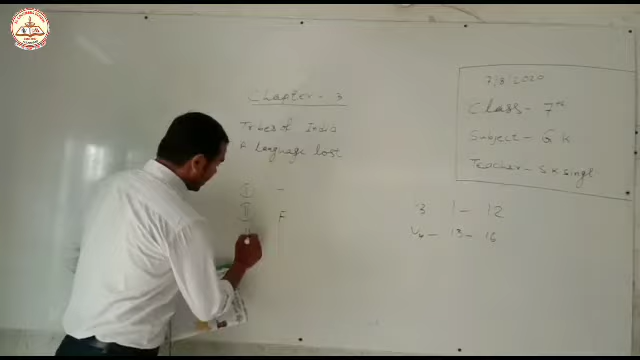 Chapter - 3
Tribes of India
A language lost
I -
II F
7/8/2020
Class - 7th
Subject - G K
Teacher - S K Singh
3 1 - 12
4 - 13 - 16